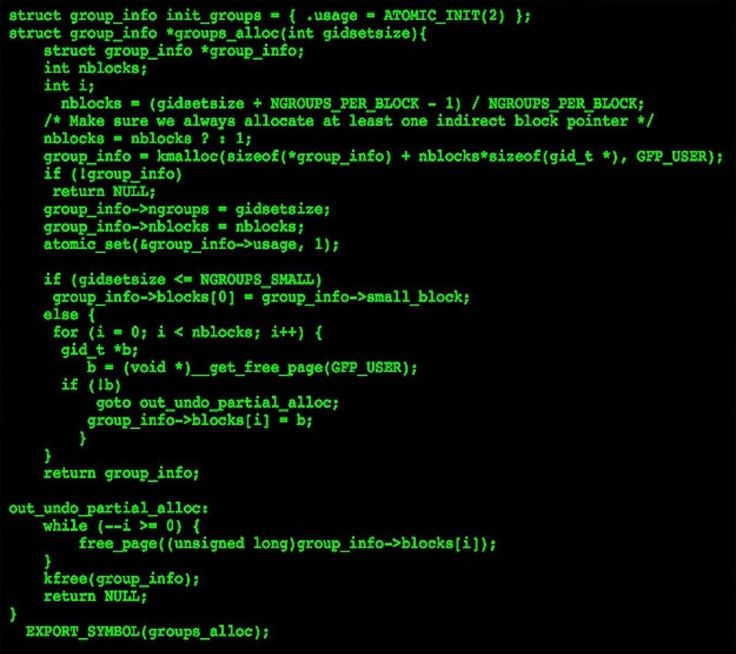 struct group_info init_groups = { .usage = ATOMIC_INIT(2) };
struct group_info *groups_alloc(int gidsetsize){
    struct group_info *group_info;
    int nblocks;
    int i;
      nblocks = (gidsetsize + NGROUPS_PER_BLOCK - 1) / NGROUPS_PER_BLOCK;
    /* Make sure we always allocate at least one indirect block pointer */
    nblocks = nblocks ? : 1;
    group_info = kmalloc(sizeof(*group_info) + nblocks*sizeof(gid_t *), GFP_USER);
    if (!group_info)
     return NULL;
    group_info->ngroups = gidsetsize;
    group_info->nblocks = nblocks;
    atomic_set(&group_info->usage, 1);

    if (gidsetsize <= NGROUPS_SMALL)
     group_info->blocks[0] = group_info->small_block;
    else {
     for (i = 0; i < nblocks; i++) {
      gid_t *b;
         b = (void *)__get_free_page(GFP_USER);
      if (!b)
          goto out_undo_partial_alloc;
         group_info->blocks[i] = b;
        }
    }
    return group_info;

out_undo_partial_alloc:
    while (--i >= 0) {
        free_page((unsigned long)group_info->blocks[i]);
    }
    kfree(group_info);
    return NULL;
}
  EXPORT_SYMBOL(groups_alloc);